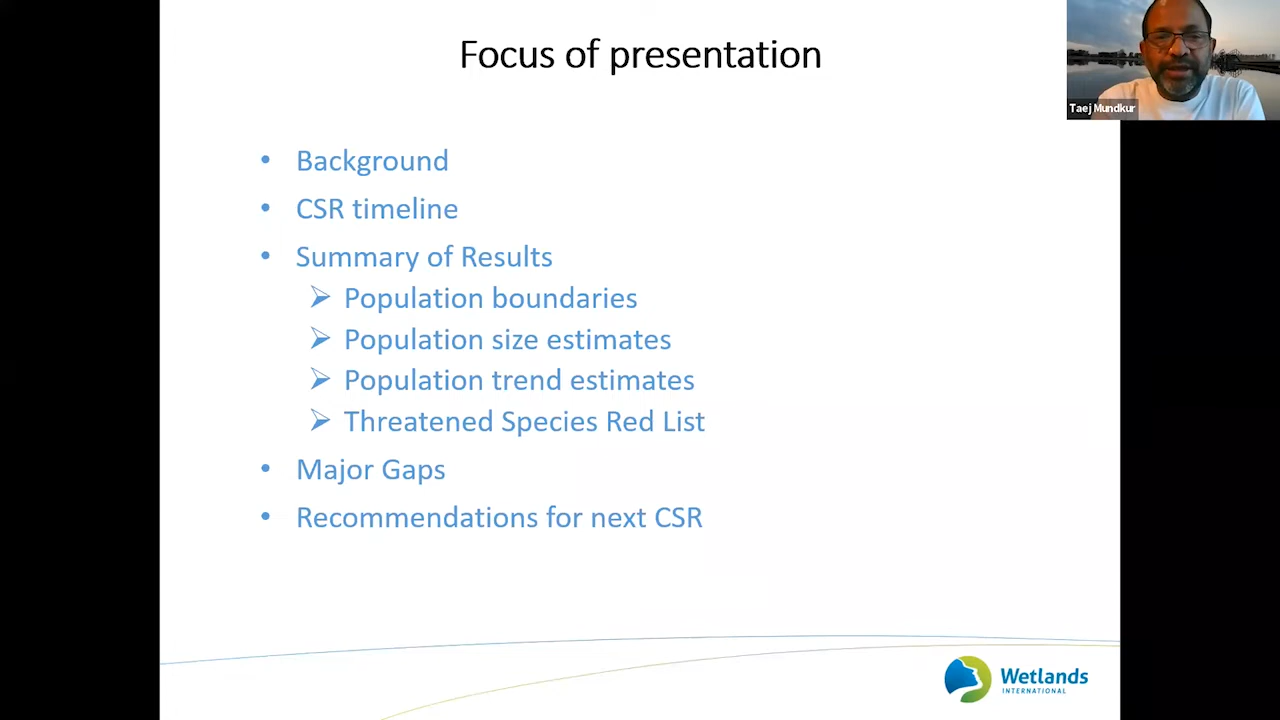 Focus of presentation
Taej Mundkur
• Background
• CSR timeline
• Summary of Results
➢ Population boundaries
➢ Population size estimates
➢ Population trend estimates
➢ Threatened Species Red List
• Major Gaps
• Recommendations for next CSR
Wetlands
INTERNATIONAL